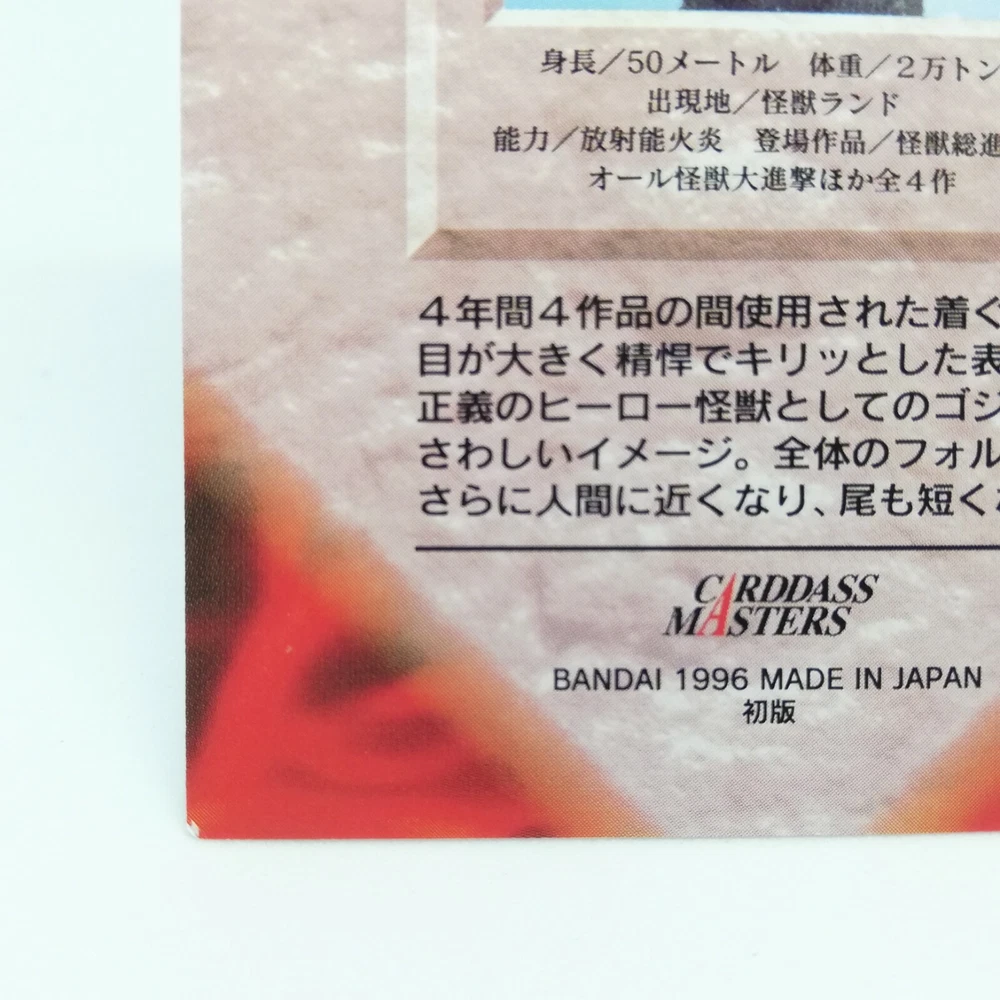 身長／50メートル　体重／2万トン
出現地／怪獣ランド
能力／放射能火炎　登場作品／怪獣総進
オール怪獣大進撃ほか全4作
4年間4作品の間使用された着ぐ
目が大きく精悍でキリッとした表
正義のヒーロー怪獣としてのゴジ
さわしいイメージ。全体のフォル
さらに人間に近くなり、尾も短く
CARDDASS
MASTERS
BANDAI 1996 MADE IN JAPAN
初版